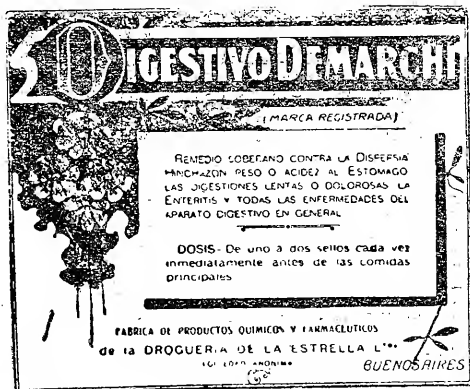 DIGESTIVO DEMARCHI
(MARCA REGISTRADA)
REMEDIO SOBERANO CONTRA LA DISPEPSIA
HINCHAZON PESO O ACIDEZ AL ESTOMAGO
LAS DIGESTIONES LENTAS O DOLOROSAS LA
ENTERITIS Y TODAS LAS ENFERMEDADES DEL
APARATO DIGESTIVO EN GENERAL
DOSIS- De uno a dos sellos cada vez
inmediatamente antes de las comidas
principales
FABRICA DE PRODUCTOS QUIMICOS Y FARMACEUTICOS
de la DROGUERIA DE LA ESTRELLA
BUENOS AIRES